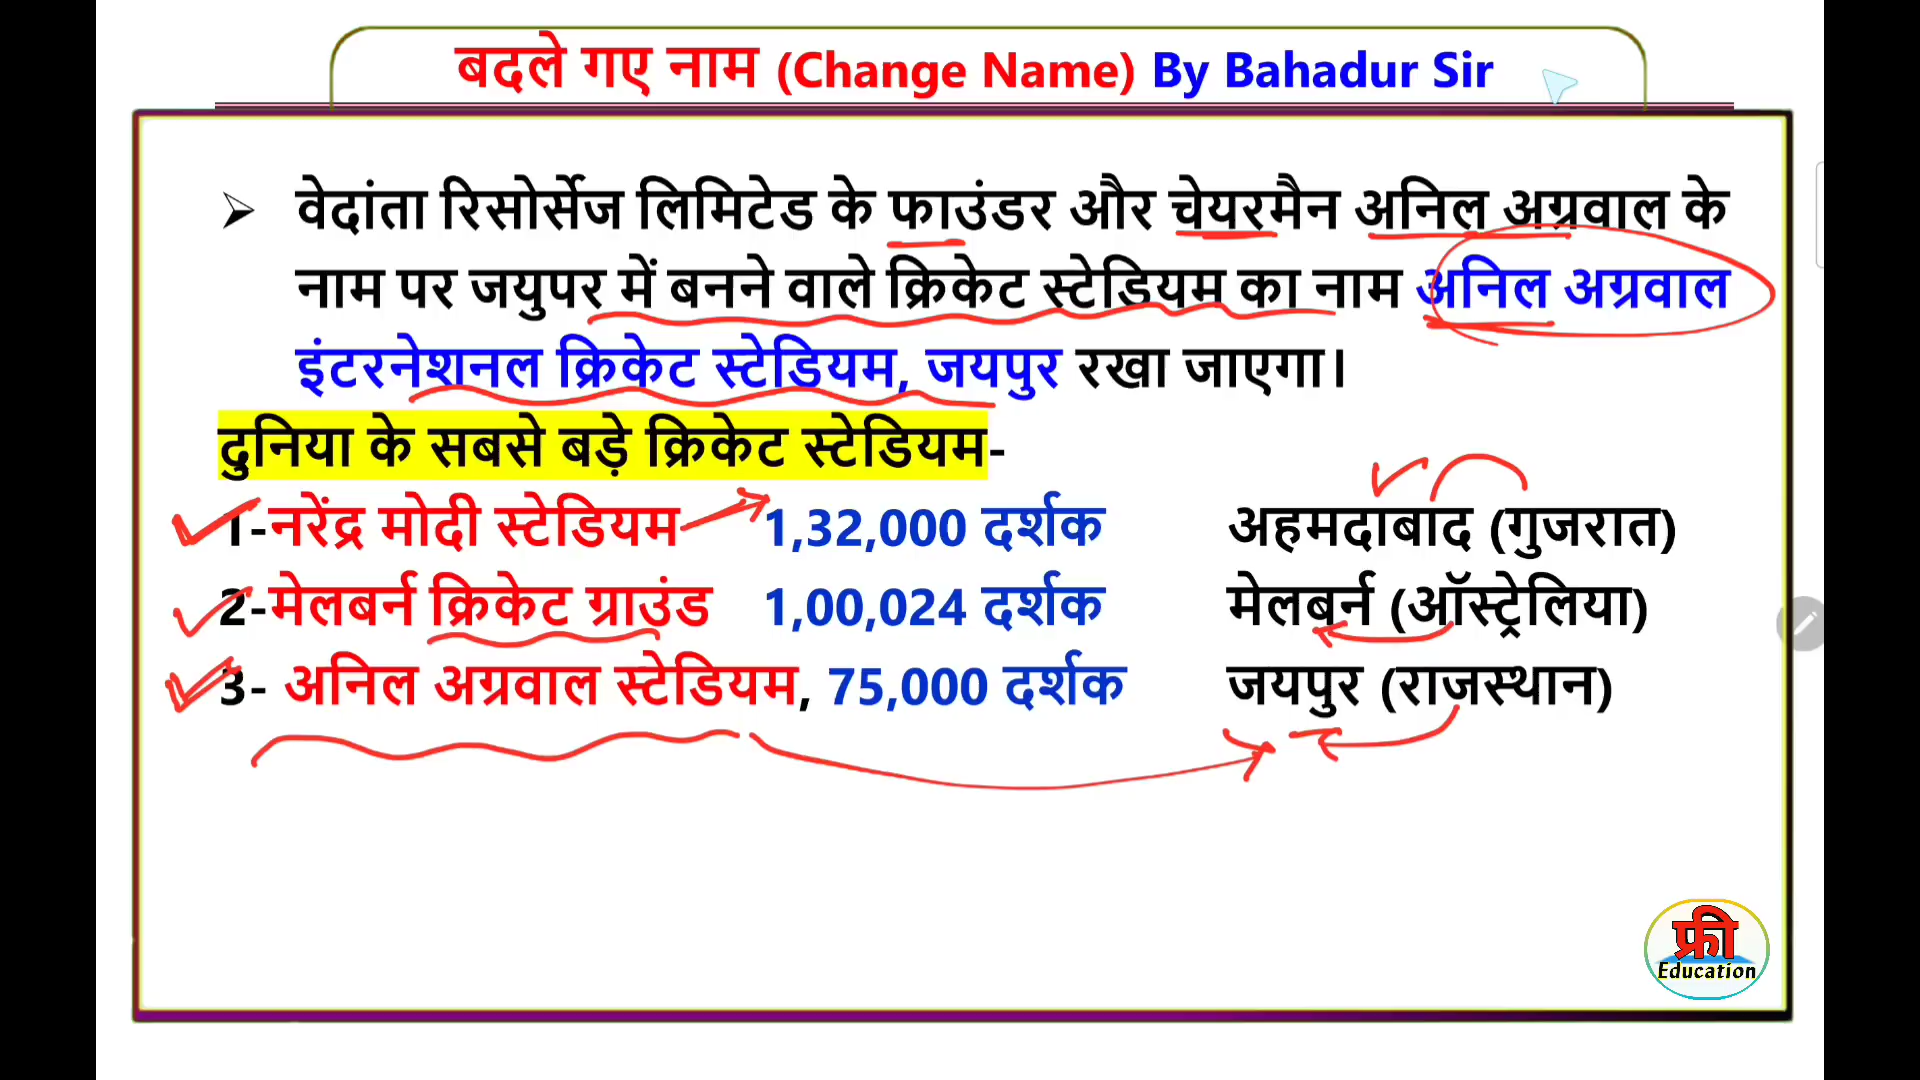 बदले गए नाम (Change Name) By Bahadur Sir
➢ वेदांता रिसोर्सेज लिमिटेड के फाउंडर और चेयरमैन अनिल अग्रवाल के
नाम पर जयुपर में बनने वाले क्रिकेट स्टेडियम का नाम अनिल अग्रवाल
इंटरनेशनल क्रिकेट स्टेडियम, जयपुर रखा जाएगा।
दुनिया के सबसे बड़े क्रिकेट स्टेडियम-
1-नरेंद्र मोदी स्टेडियम 1,32,000 दर्शक अहमदाबाद (गुजरात)
2-मेलबर्न क्रिकेट ग्राउंड 1,00,024 दर्शक मेलबर्न (ऑस्ट्रेलिया)
3- अनिल अग्रवाल स्टेडियम, 75,000 दर्शक जयपुर (राजस्थान)
फ्री
Education